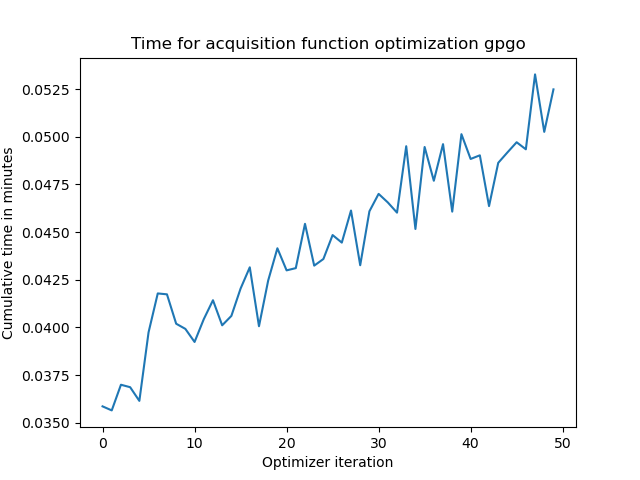 Time for acquisition function optimization gpgo
Cumulative time in minutes
0.0525
0.0500
0.0475
0.0450
0.0425
0.0400
0.0375
0.0350
0 10 20 30 40 50
Optimizer iteration